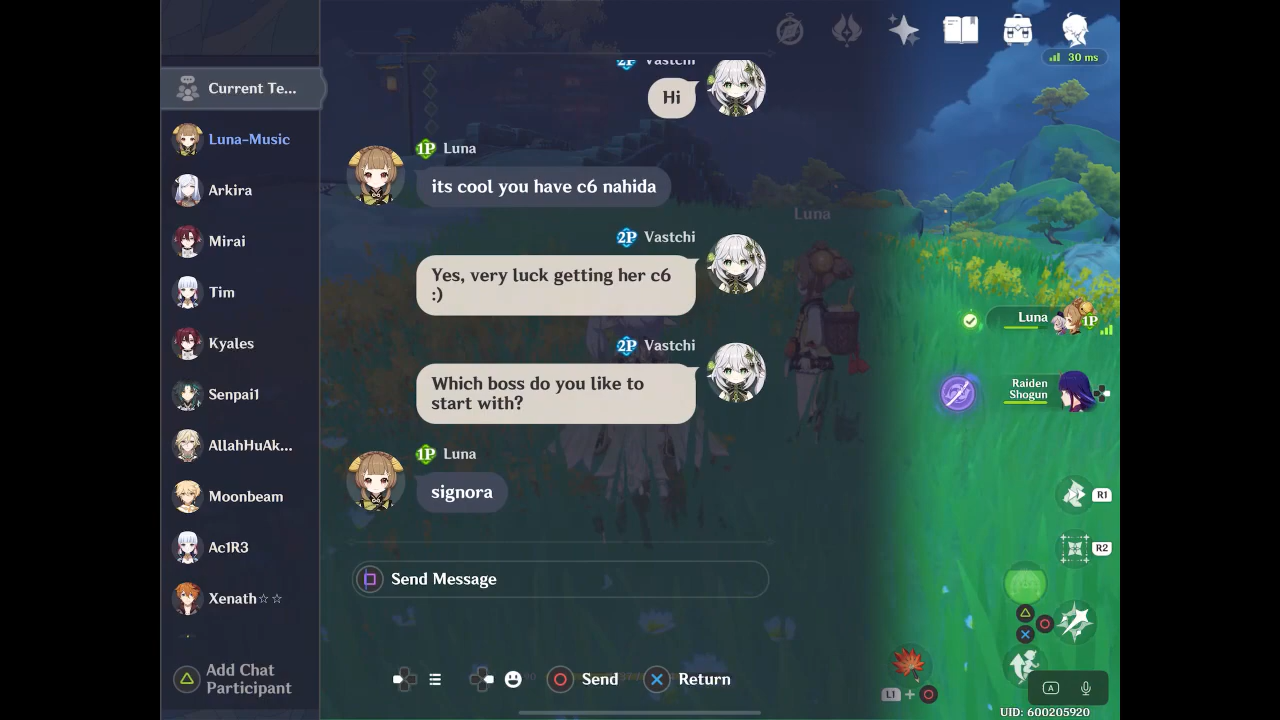 30 ms
Current Te...
Luna-Music
Arkira
Mirai
Tim
Kyales
Senpai1
AllahHuAk...
Moonbeam
Ac1R3
Xenath☆☆
Add Chat
Participant
2P Vastchi
Hi
1P Luna
its cool you have c6 nahida
2P Vastchi
Yes, very luck getting her c6
:)
2P Vastchi
Which boss do you like to
start with?
1P Luna
signora
Send Message
Send
Return
Luna
Luna 1P
Raiden
Shogun
R1
R2
L1 +
A
UID: 600205920